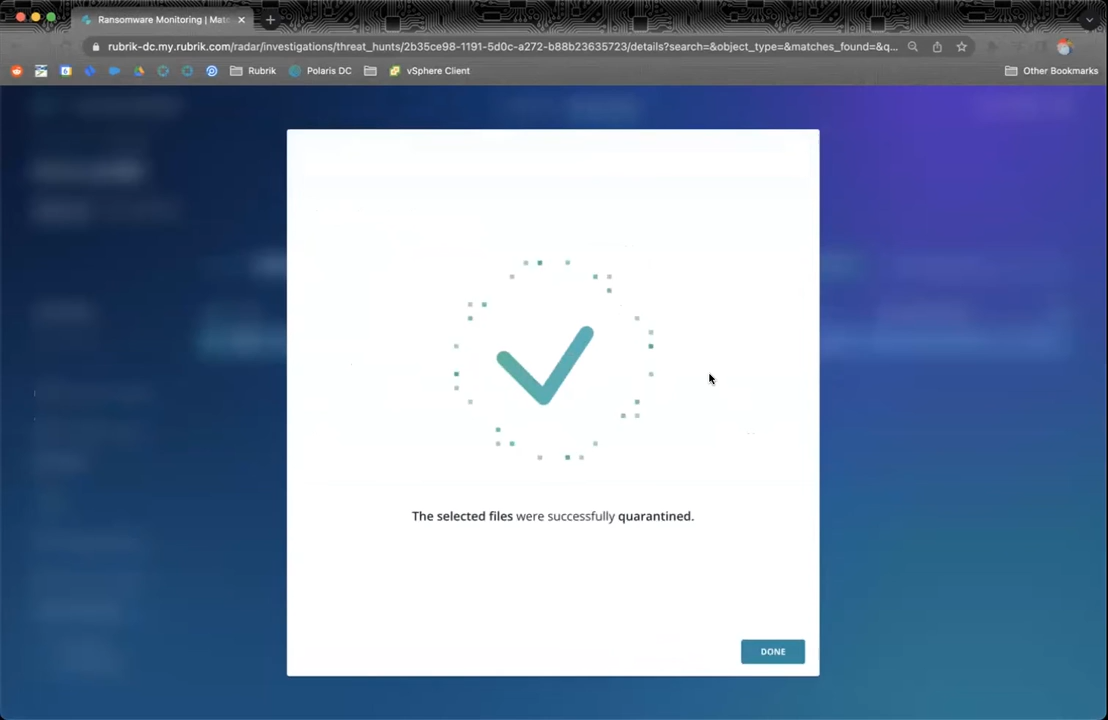 Ransomware Monitoring | Mat
rubrik-dc.my.rubrik.com/radar/investigations/threat_hunts/2b35ce98-1191-5d0c-a272-b88b23635723/details?search=&object_type=&matches_found=&q...
6
Rubrik
Polaris DC
vSphere Client
Other Bookmarks
The selected files were successfully quarantined.
DONE